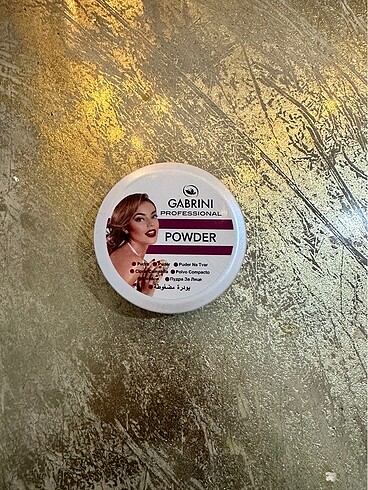 GABRINI
PROFESSIONAL
POWDER
Puder Na Tvar
Polvo Compacto
Пудра За Лице
بودرة مضغوطة